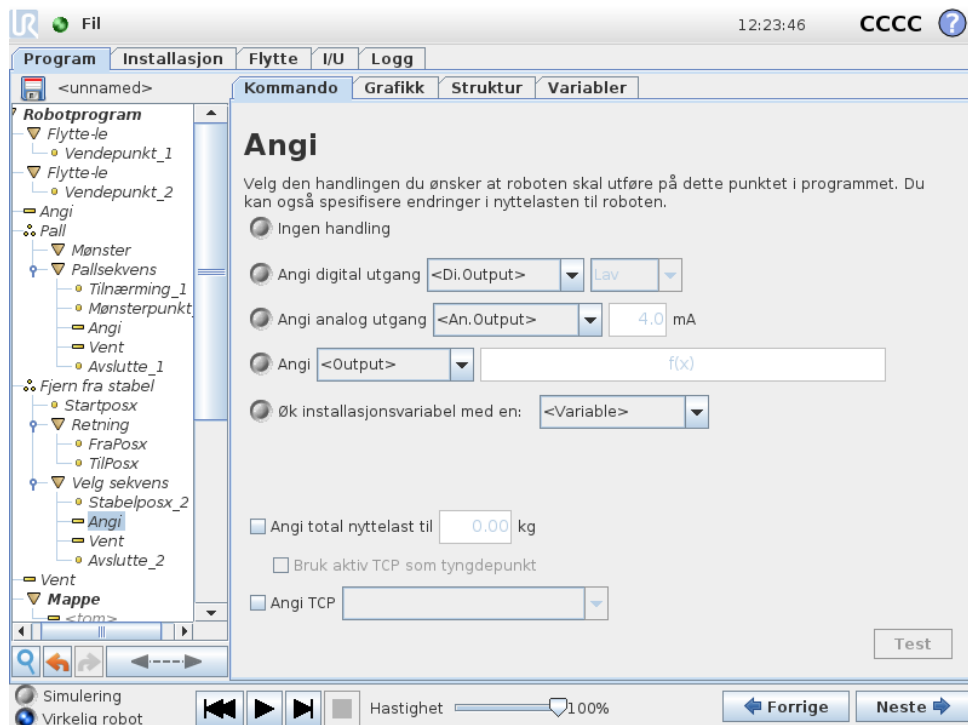 UR Fil 12:23:46 CCCC ?
Program Installasjon Flytte I/U Logg
<unnamed>
Kommando Grafikk Struktur Variabler
Robotprogram
Flytte-le
Vendepunkt_1
Flytte-le
Vendepunkt_2
Angi
Pall
Mønster
Pallsekvens
Tilnærming_1
Mønsterpunkt_
Angi
Vent
Avslutte_1
Fjern fra stabel
Startposx
Retning
FraPosx
TilPosx
Velg sekvens
Stabelposx_2
Angi
Vent
Avslutte_2
Vent
Mappe
<tom>
Angi
Velg den handlingen du ønsker at roboten skal utføre på dette punktet i programmet. Du
kan også spesifisere endringer i nyttelasten til roboten.
Ingen handling
Angi digital utgang <Di.Output> Lav
Angi analog utgang <An.Output> 4.0 mA
Angi <Output> f(x)
Øk installasjonsvariabel med en: <Variable>
Angi total nyttelast til 0.00 kg
Bruk aktiv TCP som tyngdepunkt
Angi TCP
Test
Simulering
Virkelig robot
Hastighet 100%
Forrige Neste